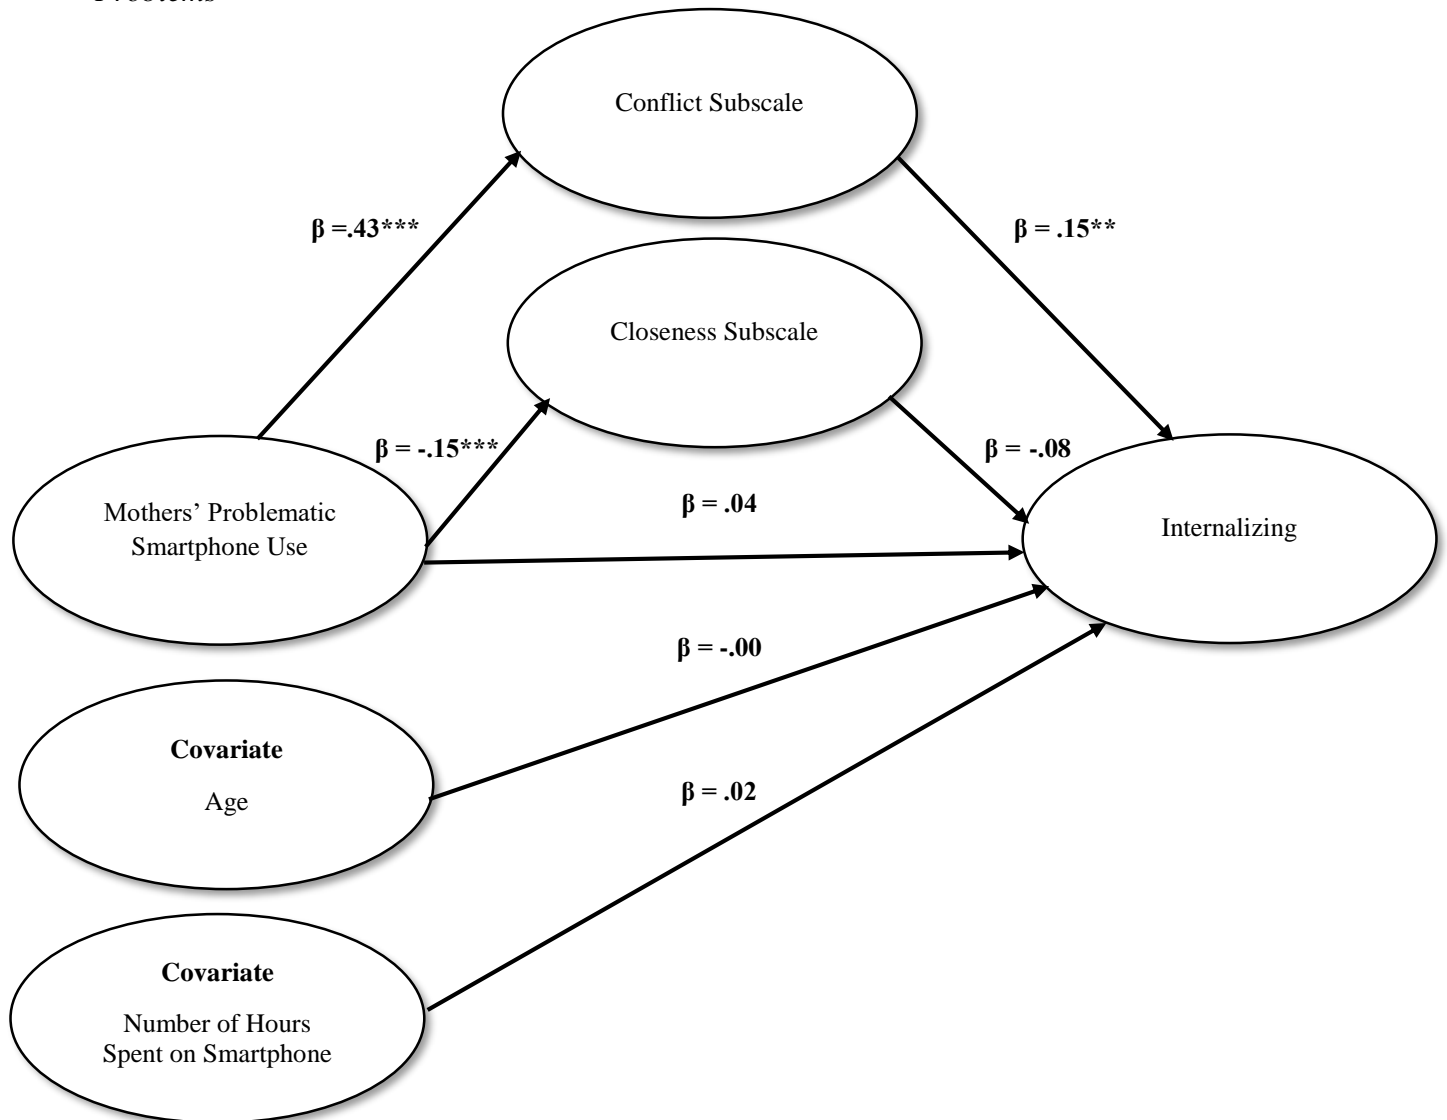 Problems
Conflict Subscale
β =.43***
β = .15**
Closeness Subscale
β = -.15***
β = -.08
Mothers’ Problematic
Smartphone Use
β = .04
Internalizing
β = -.00
Covariate
Age
β = .02
Covariate
Number of Hours
Spent on Smartphone